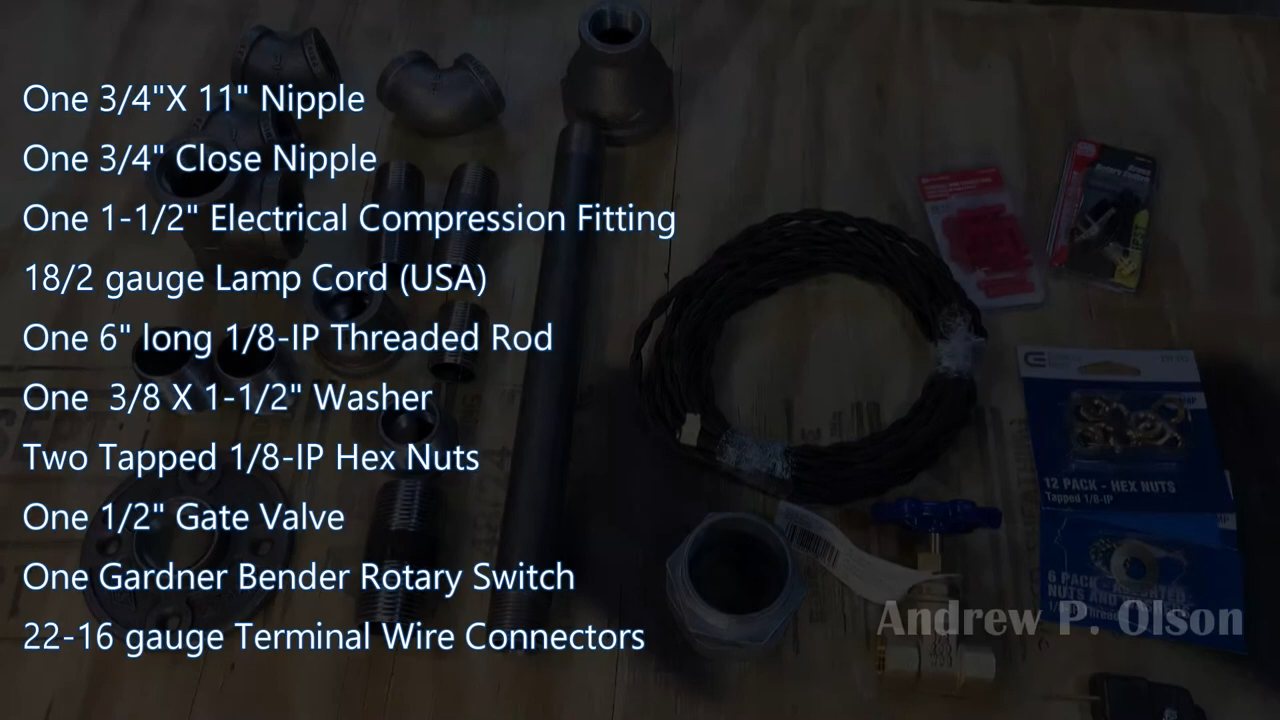 One 3/4"X 11" Nipple
One 3/4" Close Nipple
One 1-1/2" Electrical Compression Fitting
18/2 gauge Lamp Cord (USA)
One 6" long 1/8-IP Threaded Rod
One  3/8 X 1-1/2" Washer
Two Tapped 1/8-IP Hex Nuts
One 1/2" Gate Valve
One Gardner Bender Rotary Switch
22-16 gauge Terminal Wire Connectors
12 PACK - HEX NUTS
Tapped 1/8-IP
6 PACK -
NUTS AND
Andrew P. Olson